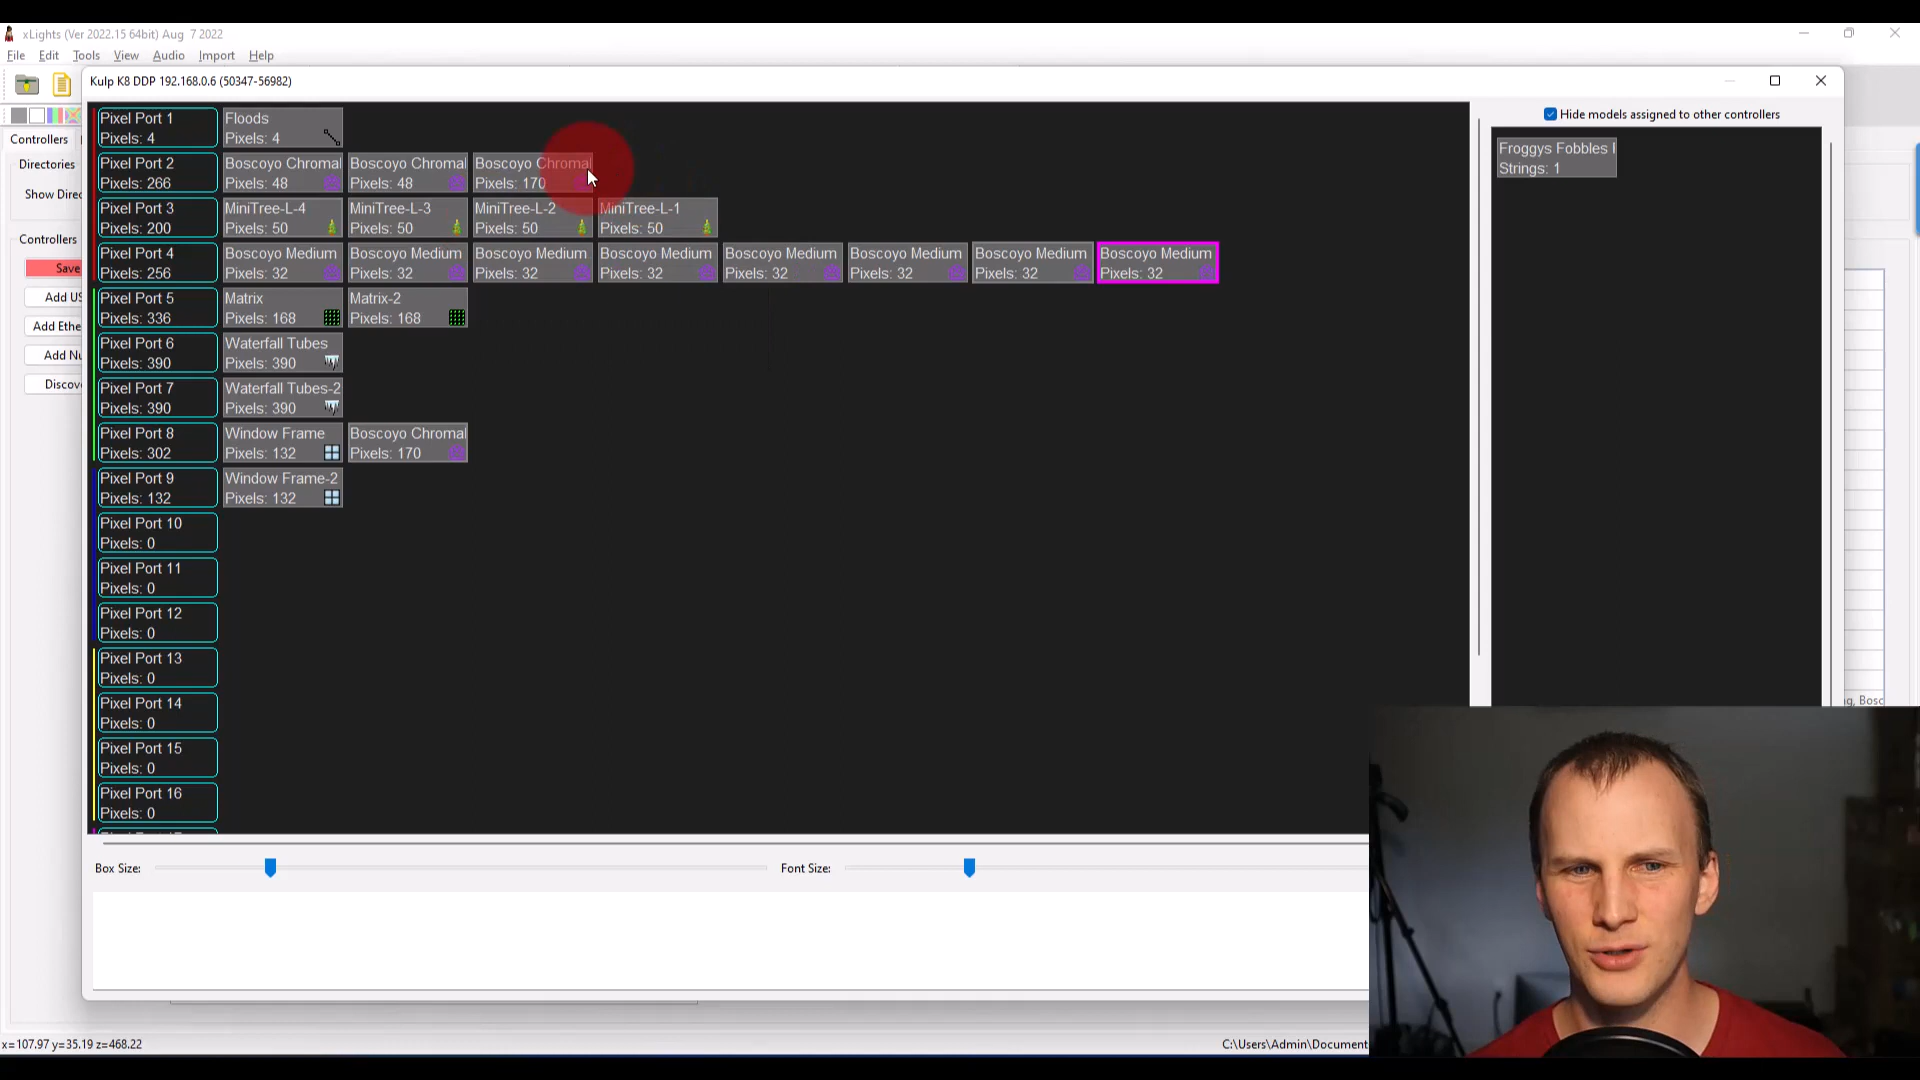 xLights (Ver 2022.15 64bit) Aug 7 2022
File Edit Tools View Audio Import Help
Kulp K8 DDP 192.168.0.6 (50347-56982)
Controllers
Directories
Show Direc
Controllers
Save
Add US
Add Ethe
Add Nu
Discov
Pixel Port 1
Pixels: 4
Floods
Pixels: 4
Pixel Port 2
Pixels: 266
Boscoyo Chromal
Pixels: 48
Boscoyo Chromal
Pixels: 48
Boscoyo Chromal
Pixels: 170
Pixel Port 3
Pixels: 200
MiniTree-L-4
Pixels: 50
MiniTree-L-3
Pixels: 50
MiniTree-L-2
Pixels: 50
MiniTree-L-1
Pixels: 50
Pixel Port 4
Pixels: 256
Boscoyo Medium
Pixels: 32
Boscoyo Medium
Pixels: 32
Boscoyo Medium
Pixels: 32
Boscoyo Medium
Pixels: 32
Boscoyo Medium
Pixels: 32
Boscoyo Medium
Pixels: 32
Boscoyo Medium
Pixels: 32
Boscoyo Medium
Pixels: 32
Pixel Port 5
Pixels: 336
Matrix
Pixels: 168
Matrix-2
Pixels: 168
Pixel Port 6
Pixels: 390
Waterfall Tubes
Pixels: 390
Pixel Port 7
Pixels: 390
Waterfall Tubes-2
Pixels: 390
Pixel Port 8
Pixels: 302
Window Frame
Pixels: 132
Boscoyo Chromal
Pixels: 170
Pixel Port 9
Pixels: 132
Window Frame-2
Pixels: 132
Pixel Port 10
Pixels: 0
Pixel Port 11
Pixels: 0
Pixel Port 12
Pixels: 0
Pixel Port 13
Pixels: 0
Pixel Port 14
Pixels: 0
Pixel Port 15
Pixels: 0
Pixel Port 16
Pixels: 0
Hide models assigned to other controllers
Froggys Fobbles I
Strings: 1
g, Bosc
Box Size:
Font Size:
x=107.97 y=35.19 z=468.22
C:\Users\Admin\Document